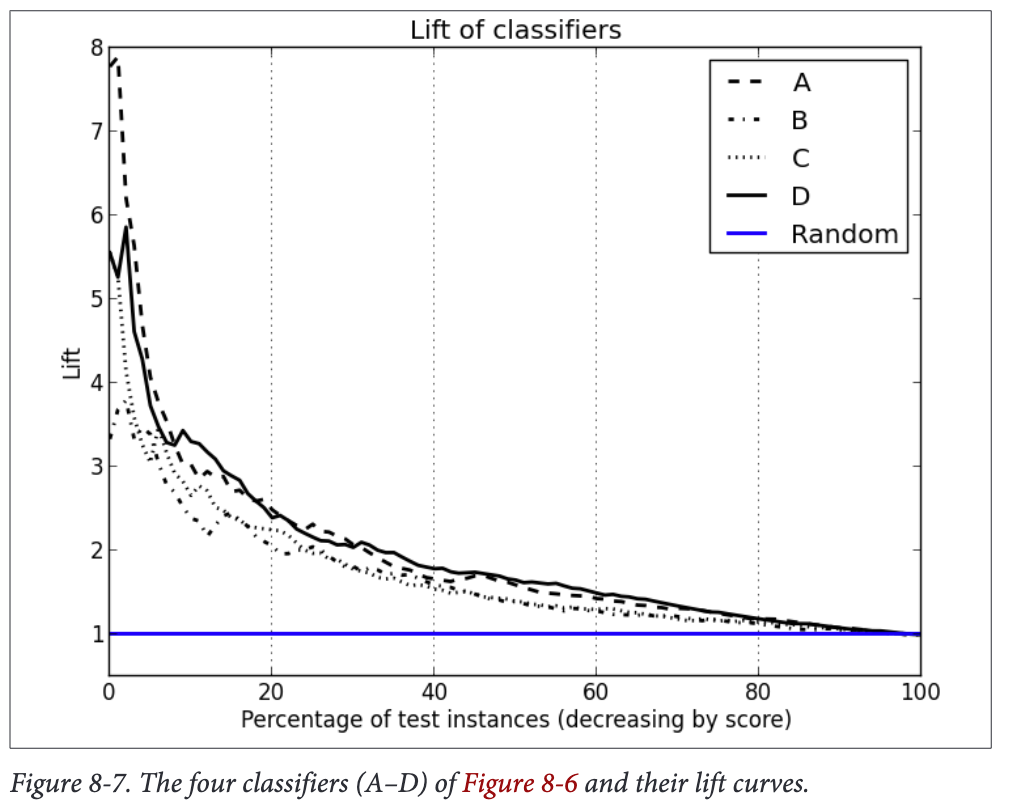 Lift of classifiers
8
7
6
5
4
3
2
1
Lift
A
B
C
D
Random
0 20 40 60 80 100
Percentage of test instances (decreasing by score)
Figure 8-7. The four classifiers (A–D) of Figure 8-6 and their lift curves.